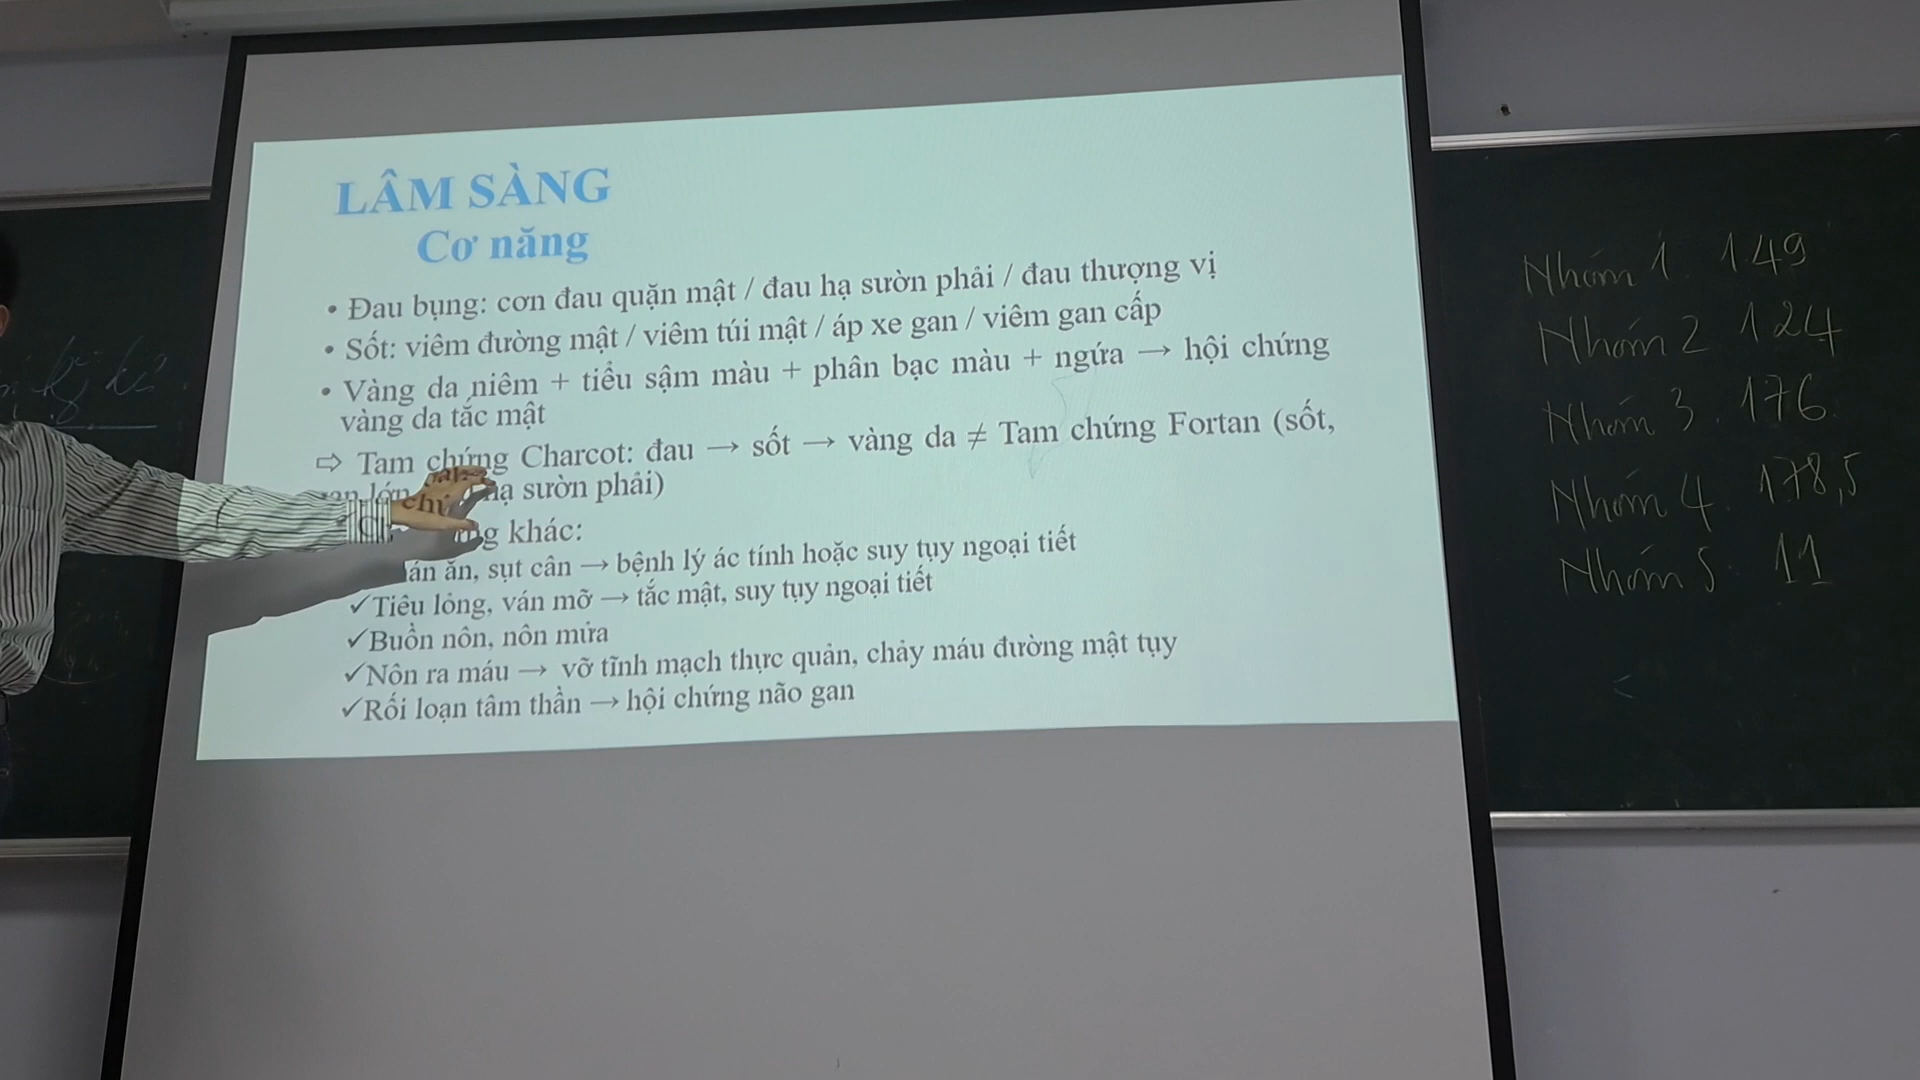 LÂM SÀNG
Cơ năng
• Đau bụng: cơn đau quặn mật / đau hạ sườn phải / đau thượng vị
• Sốt: viêm đường mật / viêm túi mật / áp xe gan / viêm gan cấp
• Vàng da niêm + tiểu sậm màu + phân bạc màu + ngứa → hội chứng
vàng da tắc mật
⇨ Tam chứng Charcot: đau → sốt → vàng da ≠ Tam chứng Fortan (sốt,
gan lớn, hạ sườn phải)
khác:
ăn, sụt cân → bệnh lý ác tính hoặc suy tụy ngoại tiết
✓Tiêu lỏng, ván mỡ → tắc mật, suy tụy ngoại tiết
✓Buồn nôn, nôn mửa
✓Nôn ra máu → vỡ tĩnh mạch thực quản, chảy máu đường mật tụy
✓Rối loạn tâm thần → hội chứng não gan
Nhóm 1. 149
Nhóm 2 124
Nhóm 3. 176.
Nhóm 4. 178,5
Nhóm 5. 11